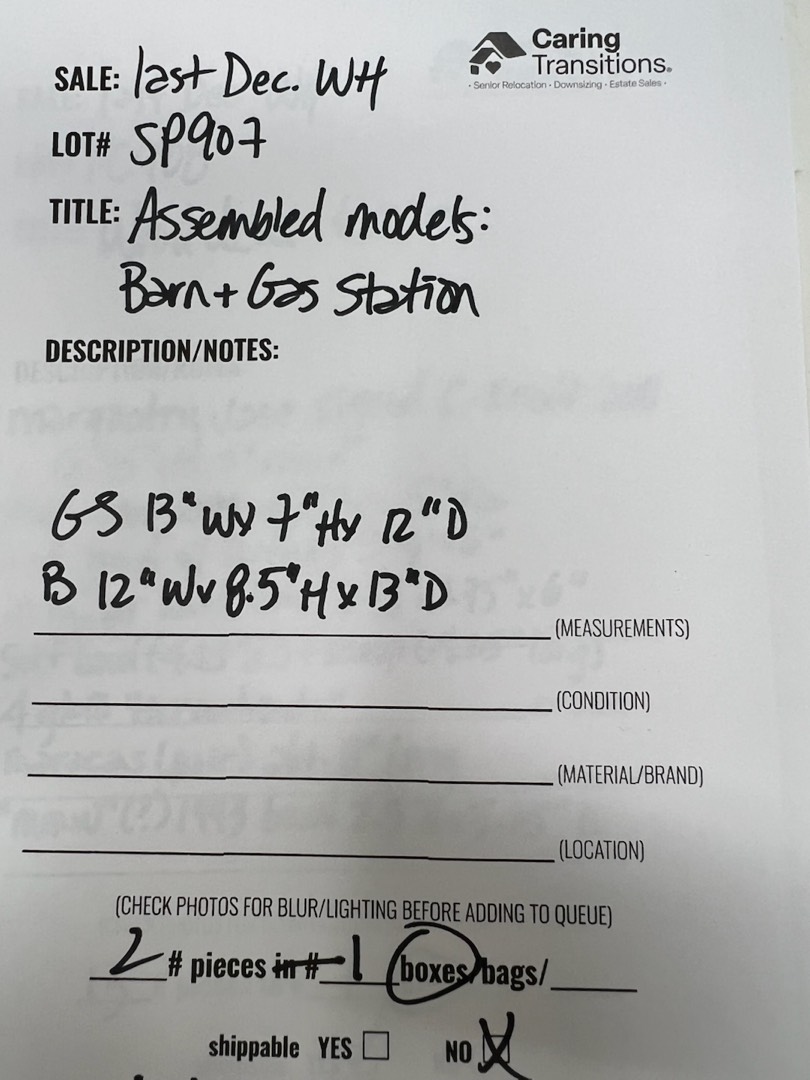 Caring
Transitions®
• Senior Relocation • Downsizing • Estate Sales •
SALE: last Dec. WH
LOT# SP907
TITLE: Assembled models:
Barn + Gas Station
DESCRIPTION/NOTES:
GS 13" W x 7" H x 12" D
B 12" W x 8.5" H x 13" D
(MEASUREMENTS)
(CONDITION)
(MATERIAL/BRAND)
(LOCATION)
(CHECK PHOTOS FOR BLUR/LIGHTING BEFORE ADDING TO QUEUE)
2 # pieces in # 1 boxes/bags/
shippable YES NO X